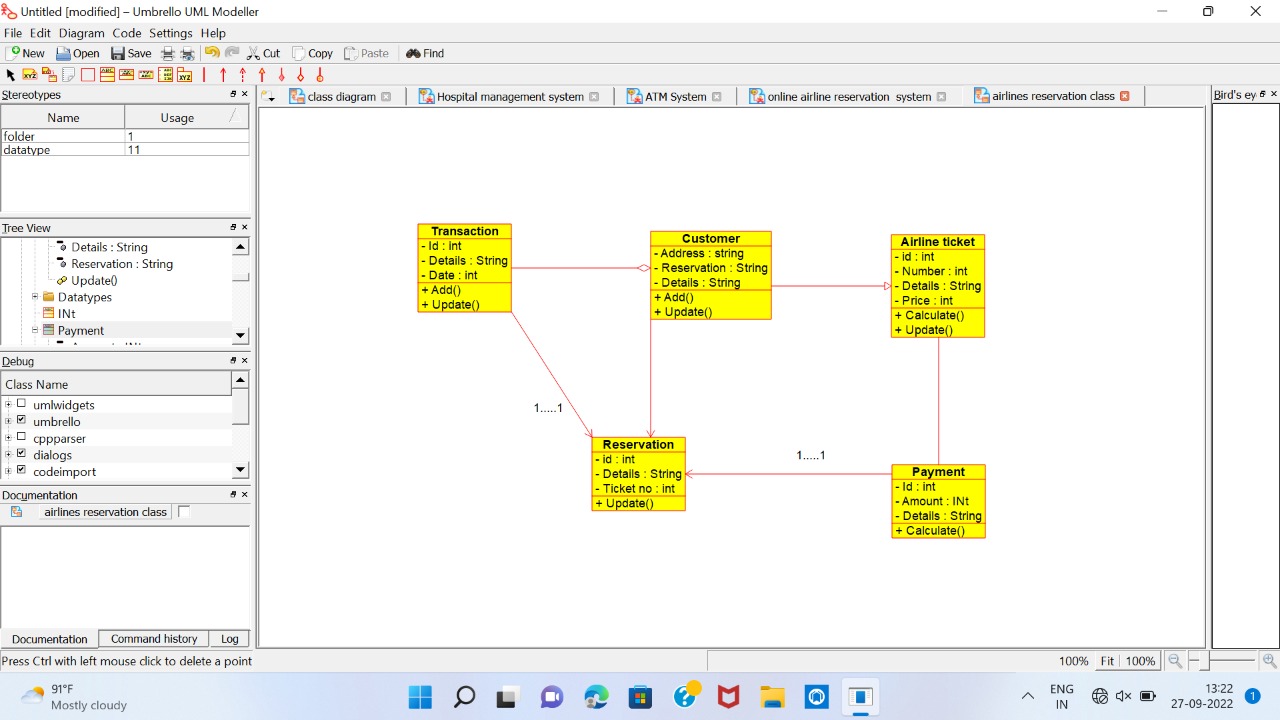 Untitled [modified] – Umbrello UML Modeller
File Edit Diagram Code Settings Help
New Open Save Cut Copy Paste Find
Stereotypes
Name Usage
folder 1
datatype 11
Tree View
Details : String
Reservation : String
Update()
Datatypes
INt
Payment
Debug
Class Name
umlwidgets
umbrello
cppparser
dialogs
codeimport
Documentation
airlines reservation class
Documentation Command history Log
Press Ctrl with left mouse click to delete a point
class diagram Hospital management system ATM System online airline reservation system airlines reservation class
Bird's ey
Transaction
- Id : int
- Details : String
- Date : int
+ Add()
+ Update()
Customer
- Address : string
- Reservation : String
- Details : String
+ Add()
+ Update()
Airline ticket
- id : int
- Number : int
- Details : String
- Price : int
+ Calculate()
+ Update()
1.....1
Reservation
- id : int
- Details : String
- Ticket no : int
+ Update()
1.....1
Payment
- Id : int
- Amount : INt
- Details : String
+ Calculate()
100% Fit 100%
91°F
Mostly cloudy
ENG
IN
13:22
27-09-2022
1